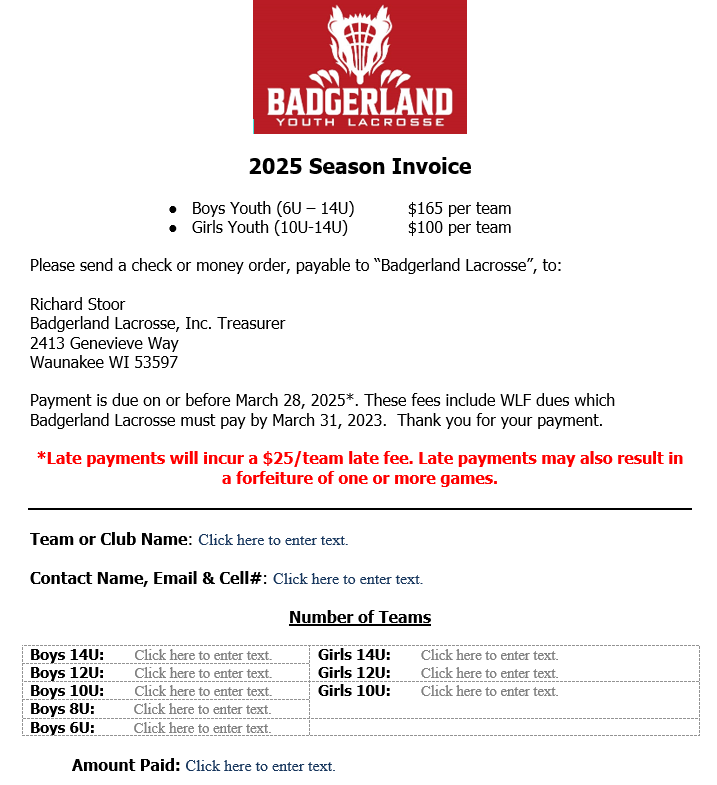 BADGERLAND
YOUTH LACROSSE
2025 Season Invoice
● Boys Youth (6U – 14U) $165 per team
● Girls Youth (10U-14U) $100 per team
Please send a check or money order, payable to “Badgerland Lacrosse”, to:
Richard Stoor
Badgerland Lacrosse, Inc. Treasurer
2413 Genevieve Way
Waunakee WI 53597
Payment is due on or before March 28, 2025*. These fees include WLF dues which
Badgerland Lacrosse must pay by March 31, 2023.  Thank you for your payment.
*Late payments will incur a $25/team late fee. Late payments may also result in
a forfeiture of one or more games.
Team or Club Name: Click here to enter text.
Contact Name, Email & Cell#: Click here to enter text.
Number of Teams
Boys 14U: Click here to enter text. Girls 14U: Click here to enter text.
Boys 12U: Click here to enter text. Girls 12U: Click here to enter text.
Boys 10U: Click here to enter text. Girls 10U: Click here to enter text.
Boys 8U: Click here to enter text.
Boys 6U: Click here to enter text.
Amount Paid: Click here to enter text.